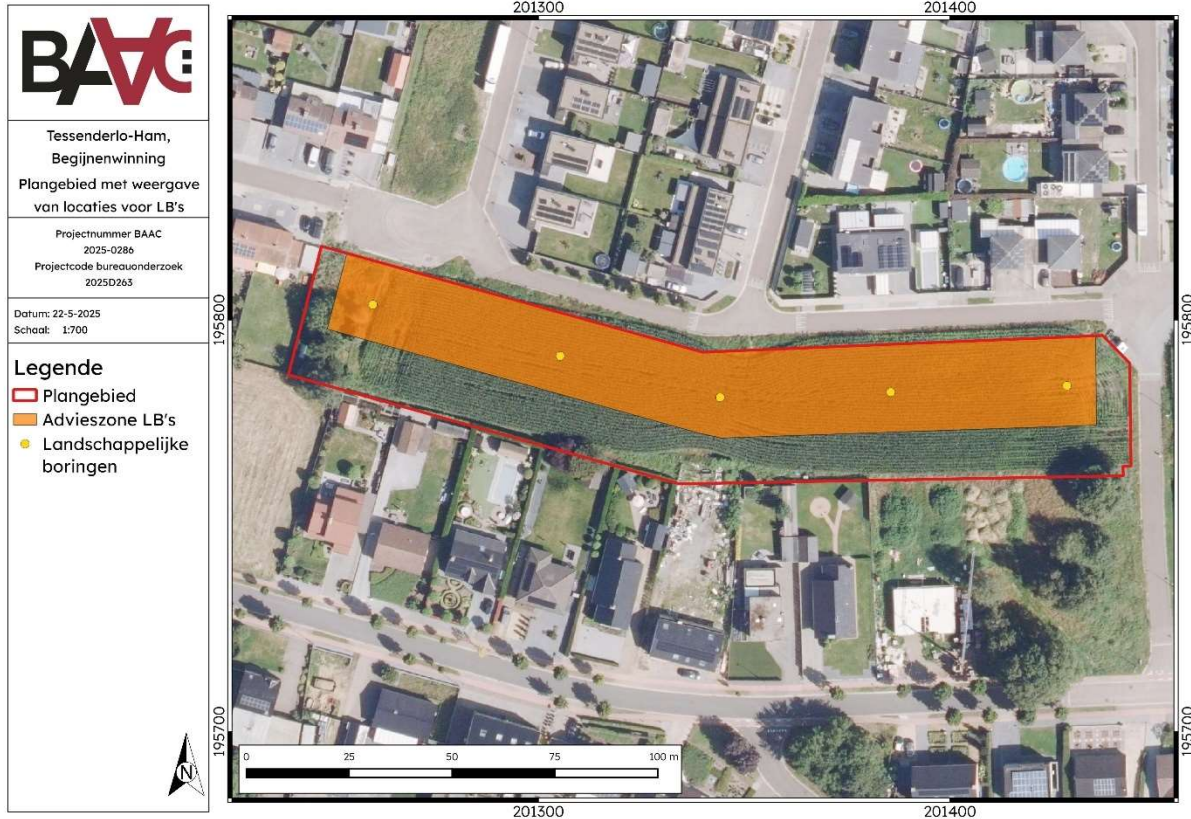 BAAC
Tessenderlo-Ham,
Begijnenwinning
Plangebied met weergave
van locaties voor LB's
Projectnummer BAAC
2025-0286
Projectcode bureauonderzoek
2025D263
Datum: 22-5-2025
Schaal: 1:700
Legende
Plangebied
Advieszone LB's
Landschappelijke
boringen
N
201300
201400
195800
195800
195700
195700
0 25 50 75 100 m
201300
201400